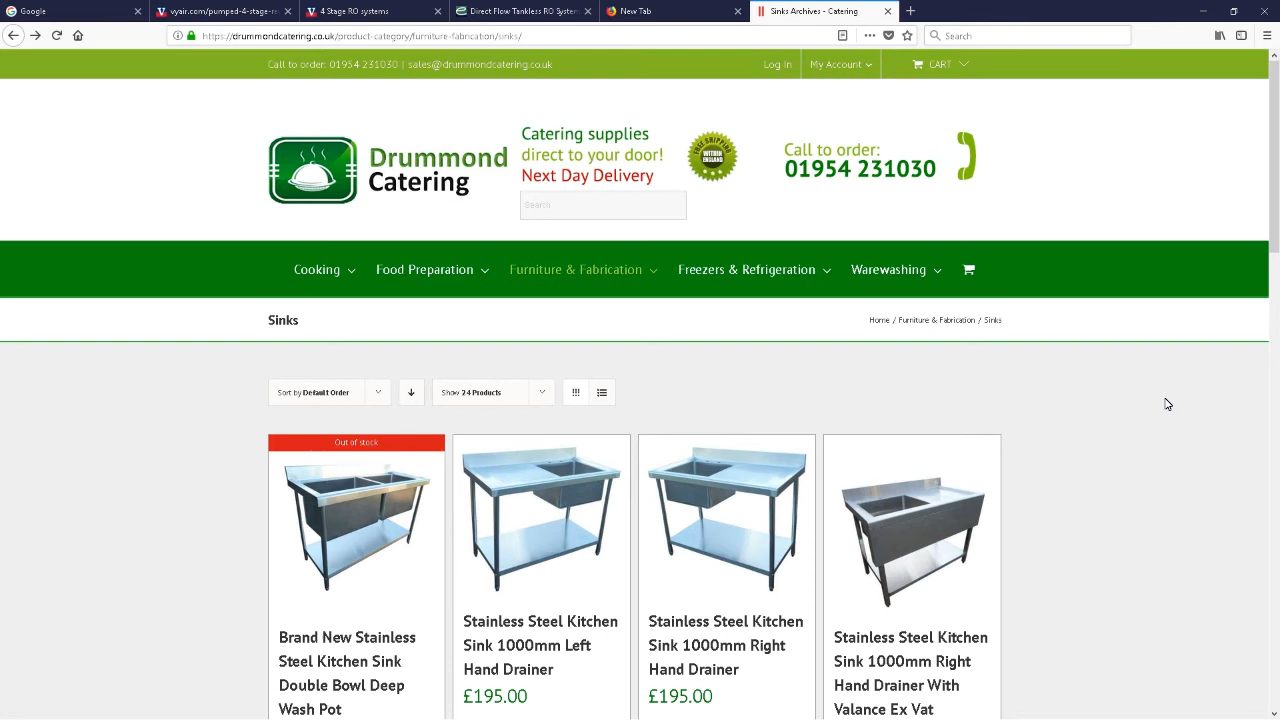 Google
vyair.com/pumped-4-stage-ra
4 Stage RO systems
Direct Flow Tankless RO System
New Tab
Sinks Archives - Catering
https://drummondcatering.co.uk/product-category/furniture-fabrication/sinks/
Search
Call to order: 01954 231030 | sales@drummondcatering.co.uk
Log In
My Account
CART
Drummond
Catering
Catering supplies
direct to your door!
Next Day Delivery
Search
FREE SHIPPING
WITHIN
ENGLAND
Call to order:
01954 231030
Cooking
Food Preparation
Furniture & Fabrication
Freezers & Refrigeration
Warewashing
Sinks
Home / Furniture & Fabrication / Sinks
Sort by Default Order
Show 24 Products
Out of stock
Brand New Stainless
Steel Kitchen Sink
Double Bowl Deep
Wash Pot
Stainless Steel Kitchen
Sink 1000mm Left
Hand Drainer
£195.00
Stainless Steel Kitchen
Sink 1000mm Right
Hand Drainer
£195.00
Stainless Steel Kitchen
Sink 1000mm Right
Hand Drainer With
Valance Ex Vat